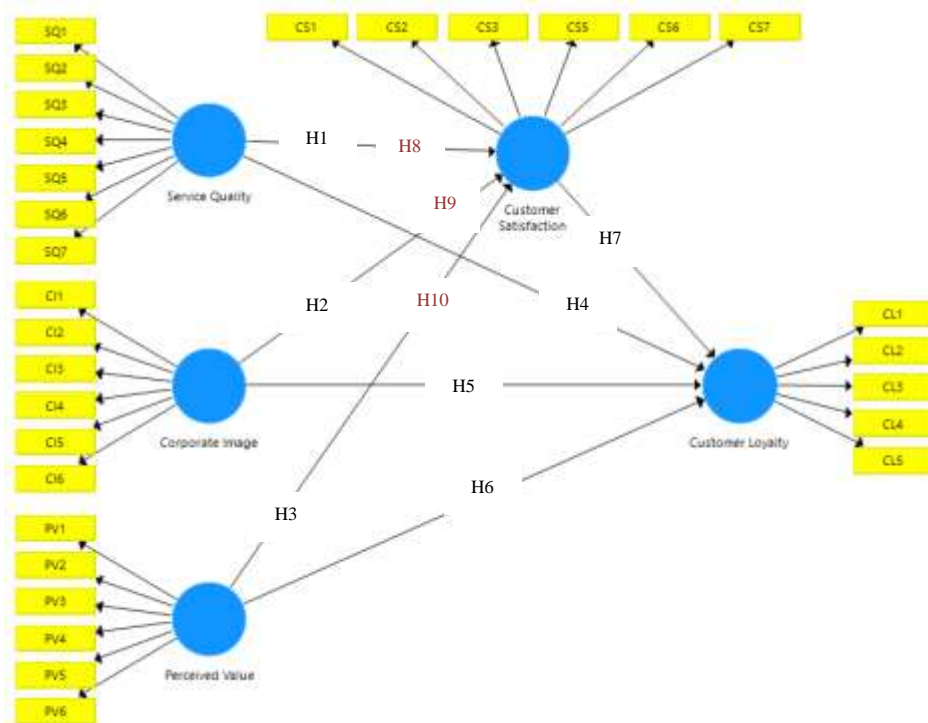 SQ1
SQ2
SQ3
SQ4
SQ5
SQ6
SQ7
Service Quality
CS1
CS2
CS3
CS5
CS6
CS7
Customer
Satisfaction
H1
H8
H9
H7
H2
H10
H4
CI1
CI2
CI3
CI4
CI5
CI6
Corporate Image
H5
CL1
CL2
CL3
CL4
CL5
Customer Loyalty
H6
H3
PV1
PV2
PV3
PV4
PV5
PV6
Perceived Value